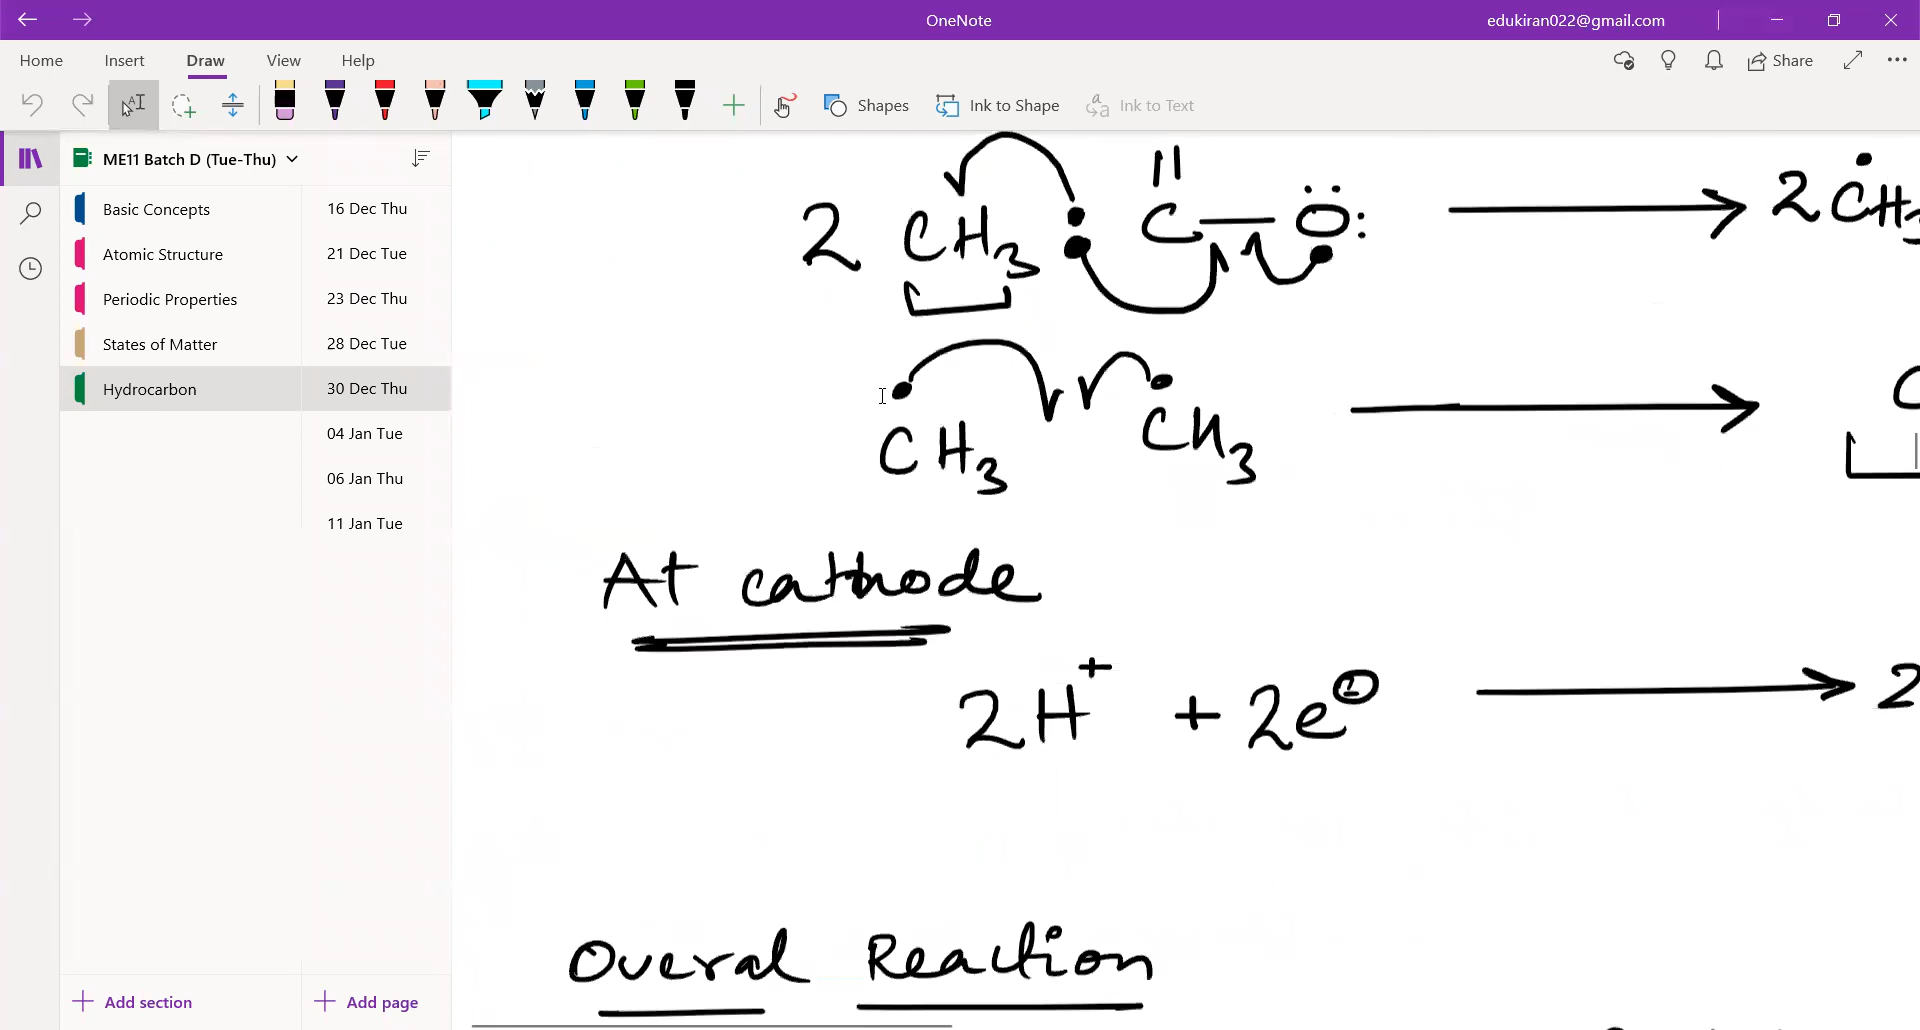 OneNote
edukiran022@gmail.com
Home Insert Draw View Help
Share
Shapes Ink to Shape Ink to Text
ME11 Batch D (Tue-Thu)
Basic Concepts
Atomic Structure
Periodic Properties
States of Matter
Hydrocarbon
16 Dec Thu
21 Dec Tue
23 Dec Thu
28 Dec Tue
30 Dec Thu
04 Jan Tue
06 Jan Thu
11 Jan Tue
Add section
Add page
2 CH₃ : C — O: ⟶ 2 CH₃
CH₃ CH₃ ⟶
At cathode
2H⁺ + 2e⊖ ⟶ 2
Overal Reaction